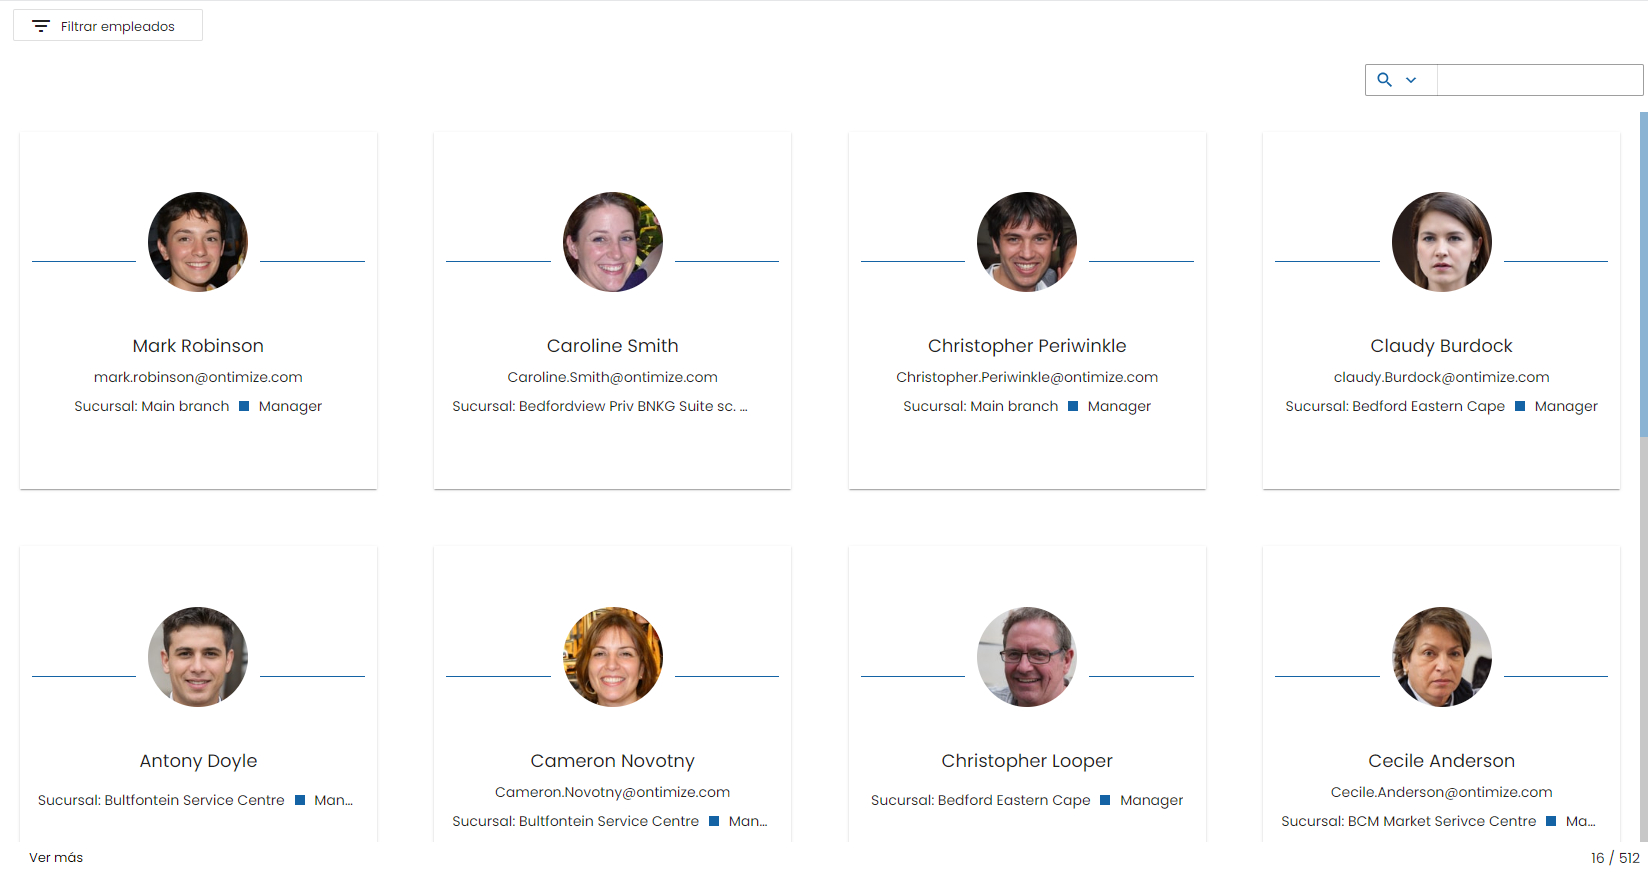 Filtrar empleados
Mark Robinson
mark.robinson@ontimize.com
Sucursal: Main branch Manager
Caroline Smith
Caroline.Smith@ontimize.com
Sucursal: Bedfordview Priv BNKG Suite sc. ...
Christopher Periwinkle
Christopher.Periwinkle@ontimize.com
Sucursal: Main branch Manager
Claudy Burdock
claudy.Burdock@ontimize.com
Sucursal: Bedford Eastern Cape Manager
Antony Doyle
Sucursal: Bultfontein Service Centre Man...
Cameron Novotny
Cameron.Novotny@ontimize.com
Sucursal: Bultfontein Service Centre Man...
Christopher Looper
Sucursal: Bedford Eastern Cape Manager
Cecile Anderson
Cecile.Anderson@ontimize.com
Sucursal: BCM Market Serivce Centre Ma...
Ver más
16 / 512